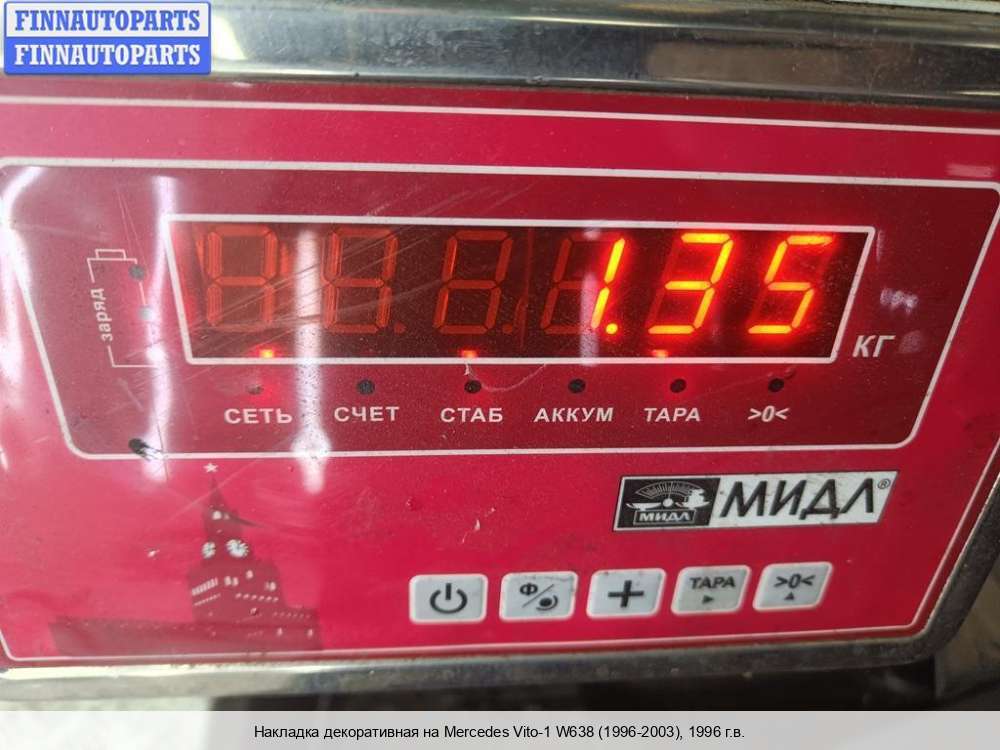 FINNAUTOPARTS
FINNAUTOPARTS
заряд
1.35
КГ
СЕТЬ СЧЕТ СТАБ АККУМ ТАРА >0<
МИДЛ МИДЛ®
Ф + ТАРА >0<
Накладка декоративная на Mercedes Vito-1 W638 (1996-2003), 1996 г.в.